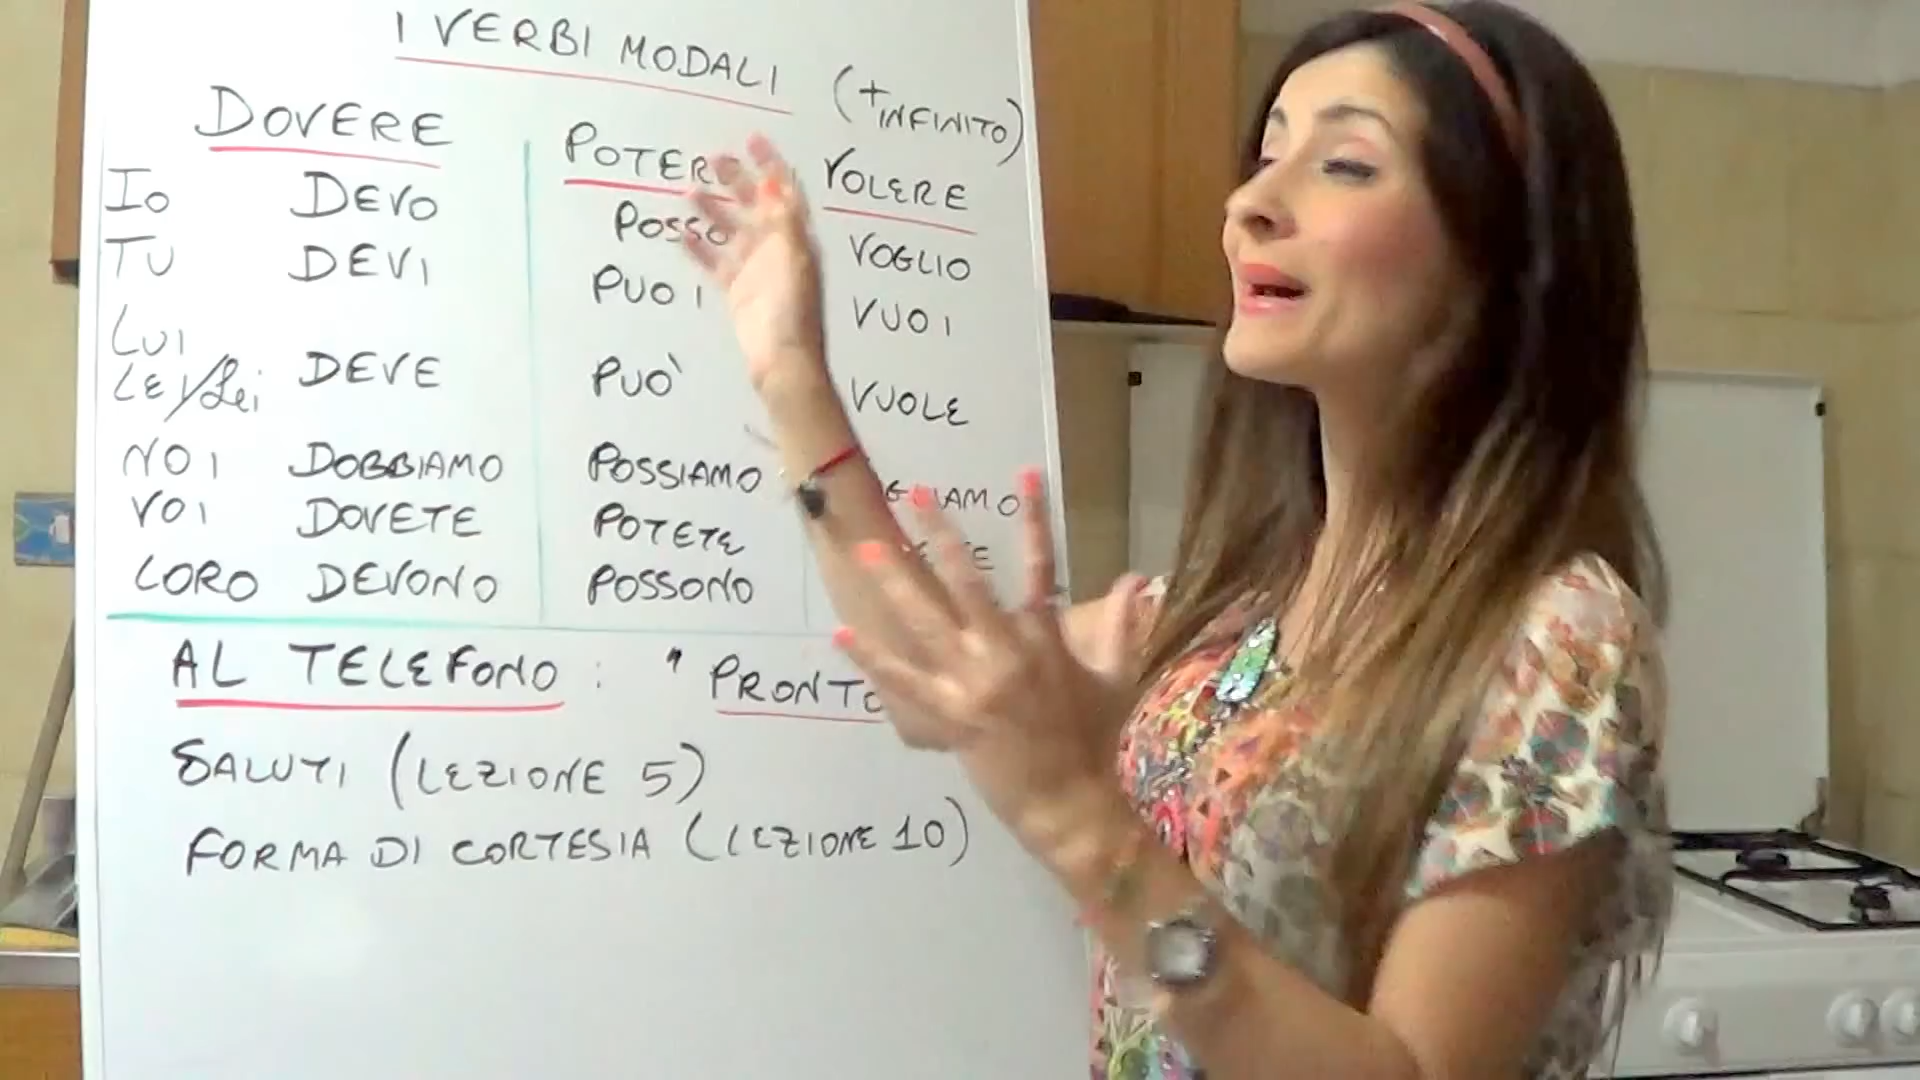 I VERBI MODALI (+ INFINITO)
DOVERE POTERE VOLERE
IO DEVO POSSO VOGLIO
TU DEVI PUOI VUOI
LUI
LEI/Lei DEVE PUÒ VUOLE
NOI DOBBIAMO POSSIAMO
VOI DOVETE POTETE
LORO DEVONO POSSONO
AL TELEFONO : "PRONTO
SALUTI (LEZIONE 5)
FORMA DI CORTESIA (LEZIONE 10)